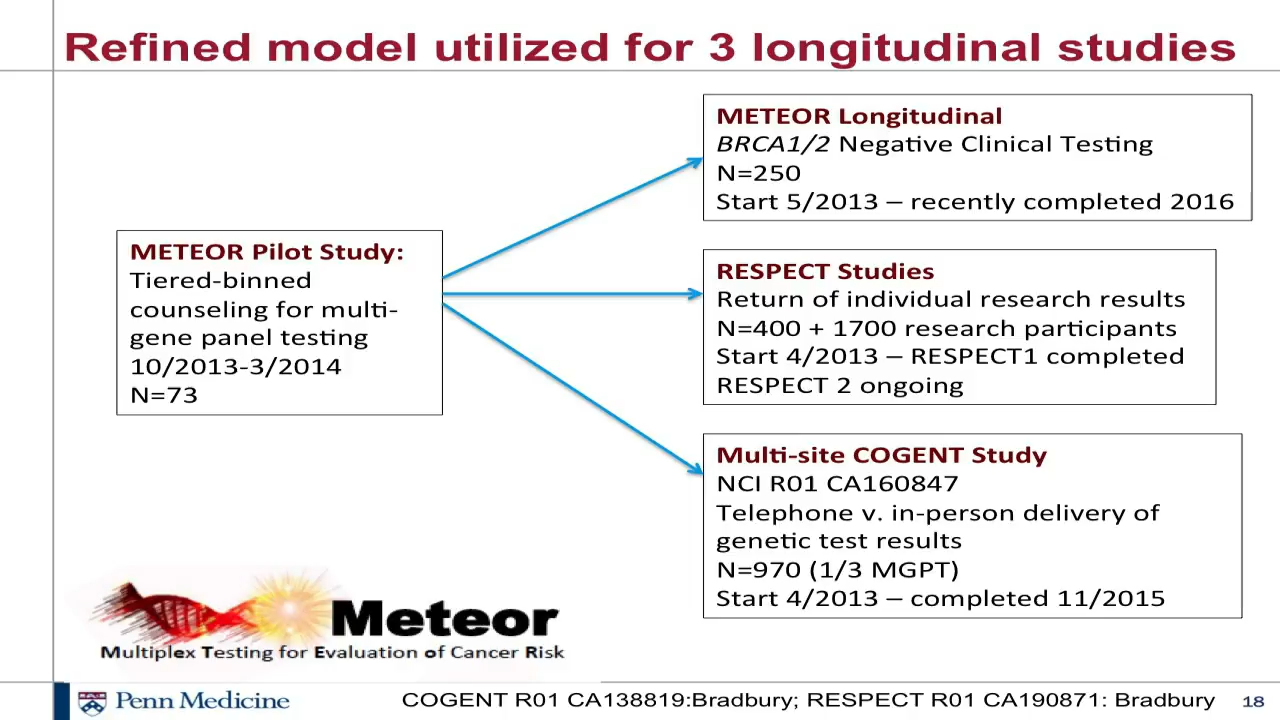 Refined model utilized for 3 longitudinal studies
METEOR Pilot Study:
Tiered-binned
counseling for multi-
gene panel testing
10/2013-3/2014
N=73
METEOR Longitudinal
BRCA1/2 Negative Clinical Testing
N=250
Start 5/2013 – recently completed 2016
RESPECT Studies
Return of individual research results
N=400 + 1700 research participants
Start 4/2013 – RESPECT1 completed
RESPECT 2 ongoing
Multi-site COGENT Study
NCI R01 CA160847
Telephone v. in-person delivery of
genetic test results
N=970 (1/3 MGPT)
Start 4/2013 – completed 11/2015
Meteor
Multiplex Testing for Evaluation of Cancer Risk
Penn Medicine
COGENT R01 CA138819:Bradbury; RESPECT R01 CA190871: Bradbury
18